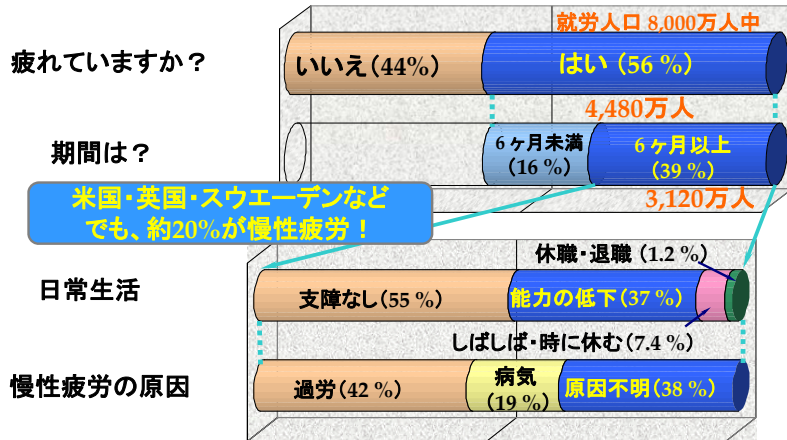 就労人口 8,000万人中
疲れていますか？
いいえ（44%）
はい（56 %）
4,480万人
期間は？
6ヶ月未満
（16 %）
6ヶ月以上
（39 %）
3,120万人
米国・英国・スウエーデンなど
でも、約20%が慢性疲労！
休職・退職（1.2 %）
日常生活
支障なし（55 %）
能力の低下（37 %）
しばしば・時に休む（7.4 %）
慢性疲労の原因
過労（42 %）
病気
（19 %）
原因不明（38 %）